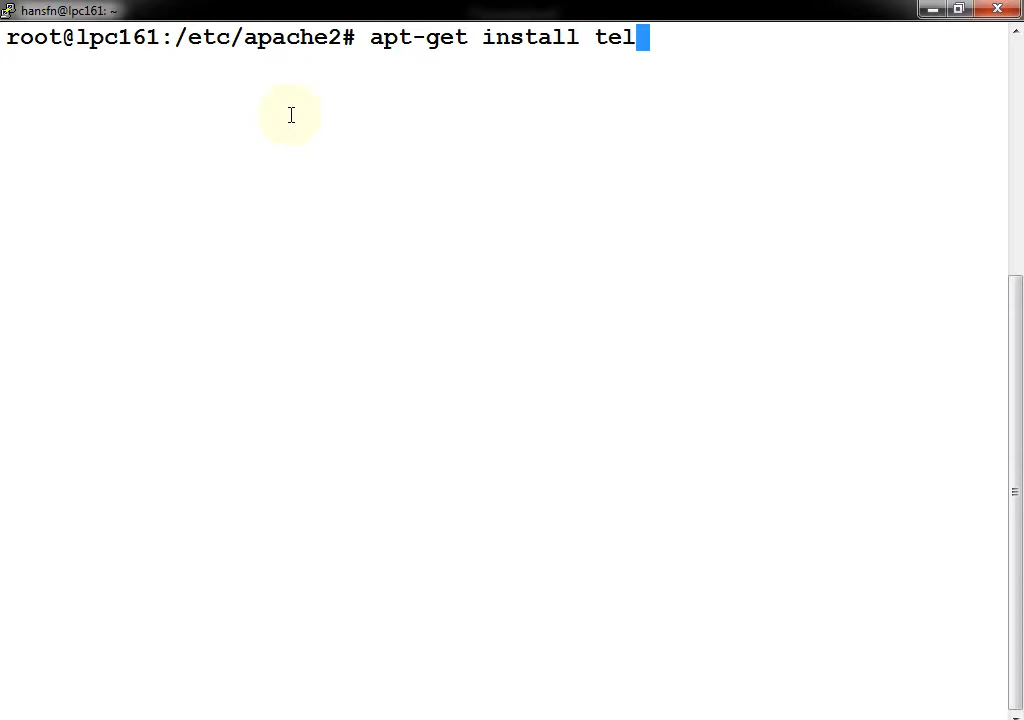 hansfn@lpc161: ~
root@lpc161:/etc/apache2# apt-get install tel